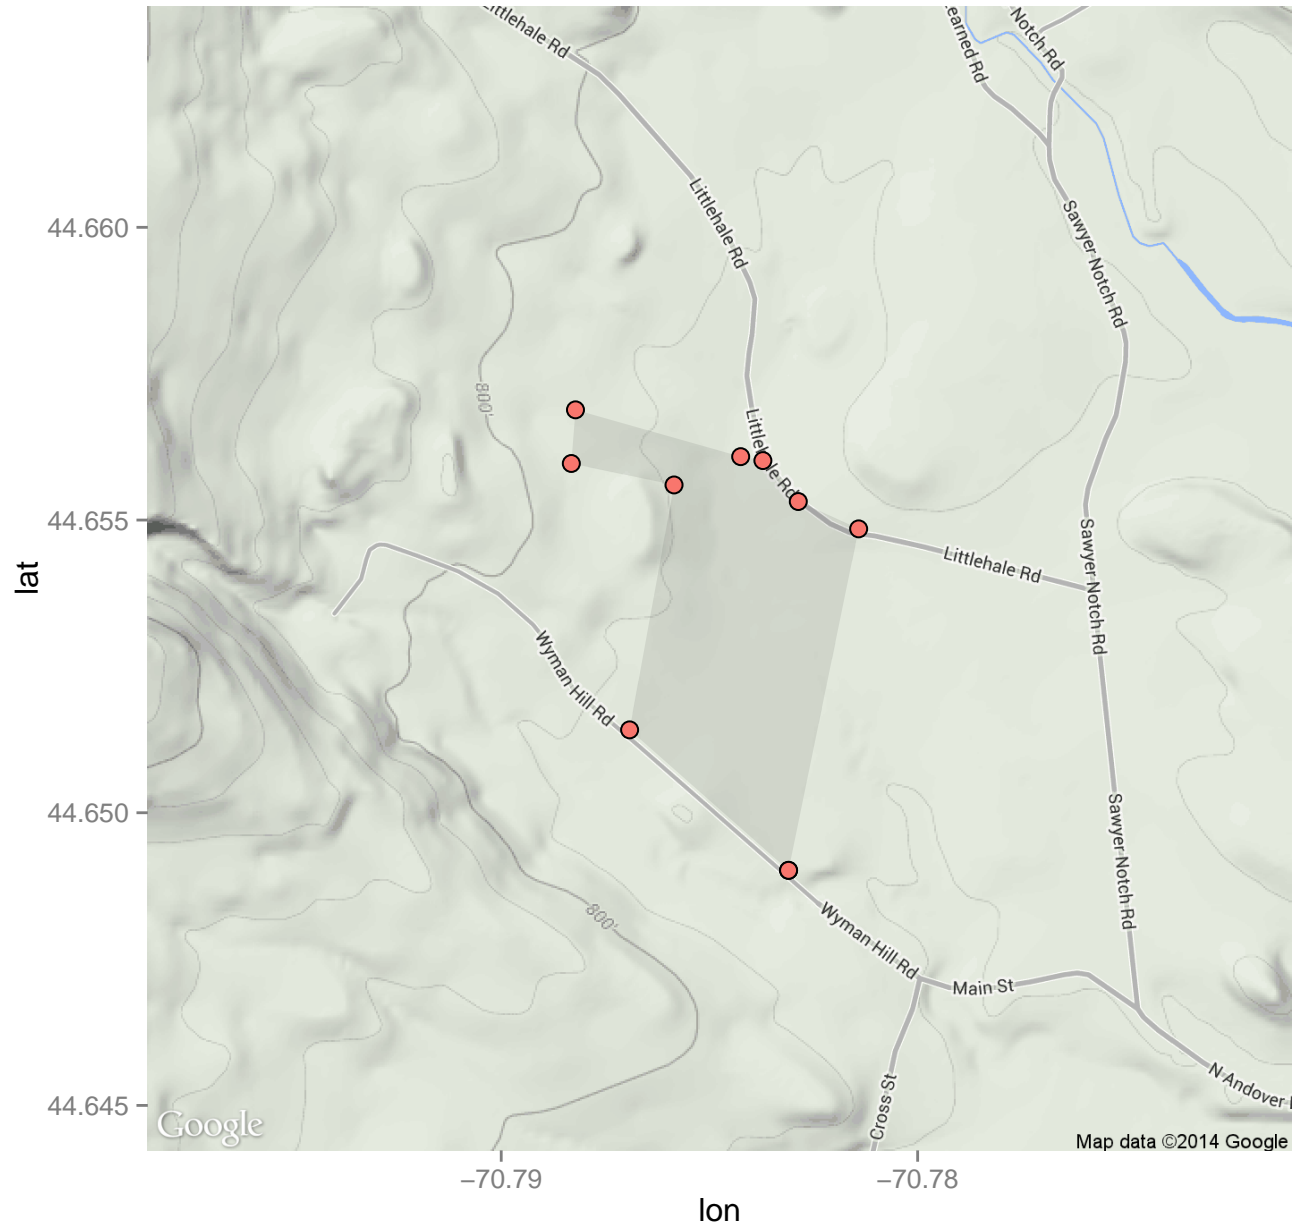 Littlehale Rd
Learned Rd
Notch Rd
Littlehale Rd
Sawyer Notch Rd
44.660
800'
Littlehale Rd
44.655
Littlehale Rd
Sawyer Notch Rd
lat
Wyman Hill Rd
44.650
Sawyer Notch Rd
800'
Wyman Hill Rd
Main St
N Andover
Cross St
44.645
Google
Map data ©2014 Google
−70.79
−70.78
lon